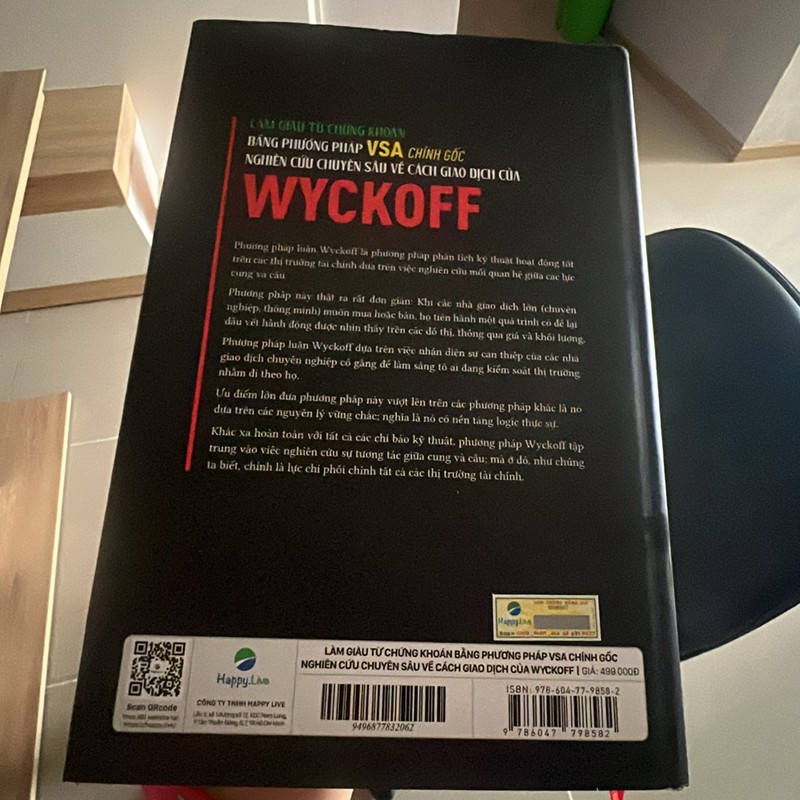 LÀM GIÀU TỪ CHỨNG KHOÁN
BẰNG PHƯƠNG PHÁP VSA CHÍNH GỐC
NGHIÊN CỨU CHUYÊN SÂU VỀ CÁCH GIAO DỊCH CỦA
WYCKOFF
Phương pháp luận Wyckoff là phương pháp phân tích kỹ thuật hoạt động tốt
trên các thị trường tài chính dựa trên việc nghiên cứu mối quan hệ giữa các lực
cung và cầu.
Phương pháp này thật ra rất đơn giản: Khi các nhà giao dịch lớn (chuyên
nghiệp, thông minh) muốn mua hoặc bán, họ tiến hành một quá trình có để lại
dấu vết hành động được nhìn thấy trên các đồ thị, thông qua giá và khối lượng.
Phương pháp luận Wyckoff dựa trên việc nhận diện sự can thiệp của các nhà
giao dịch chuyên nghiệp cố gắng để làm sáng tỏ ai đang kiểm soát thị trường
nhằm đi theo họ.
Ưu điểm lớn đưa phương pháp này vượt lên trên các phương pháp khác là nó
dựa trên các nguyên lý vững chắc; nghĩa là nó có nền tảng logic thực sự.
Khác xa hoàn toàn với tất cả các chỉ báo kỹ thuật, phương pháp Wyckoff tập
trung vào việc nghiên cứu sự tương tác giữa cung và cầu; mà ở đó, như chúng
ta biết, chính là lực chi phối chính tất cả các thị trường tài chính.
Happy.Live
Scan QRcode
Happy.Live
CÔNG TY TNHH HAPPY LIVE
LÀM GIÀU TỪ CHỨNG KHOÁN BẰNG PHƯƠNG PHÁP VSA CHÍNH GỐC
NGHIÊN CỨU CHUYÊN SÂU VỀ CÁCH GIAO DỊCH CỦA WYCKOFF | GIÁ: 499.000Đ
9496877832062
ISBN: 978-604-77-9858-2
9 786047 798582